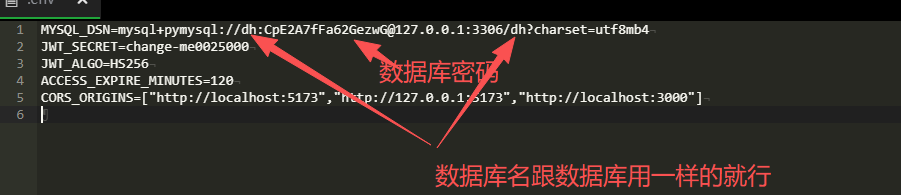 .env
1 MYSQL_DSN=mysql+pymysql://dh:CpE2A7fFa62GezwG@127.0.0.1:3306/dh?charset=utf8mb4
2 JWT_SECRET=change-me0025000
3 JWT_ALGO=HS256
4 ACCESS_EXPIRE_MINUTES=120
5 CORS_ORIGINS=["http://localhost:5173","http://127.0.0.1:5173","http://localhost:3000"]
6
数据库密码
数据库名跟数据库用一样的就行